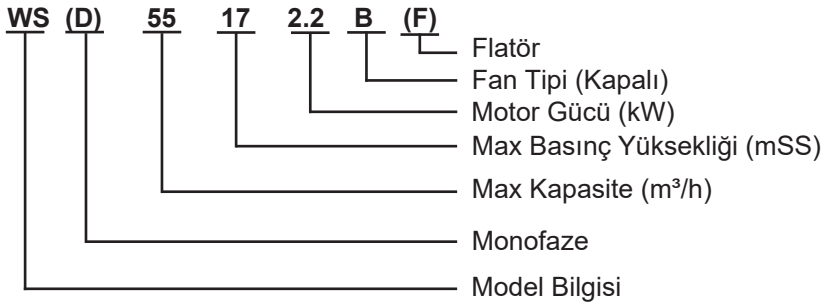 WS (D) 55 17 2.2 B (F)
Flatör
Fan Tipi (Kapalı)
Motor Gücü (kW)
Max Basınç Yüksekliği (mSS)
Max Kapasite (m³/h)
Monofaze
Model Bilgisi